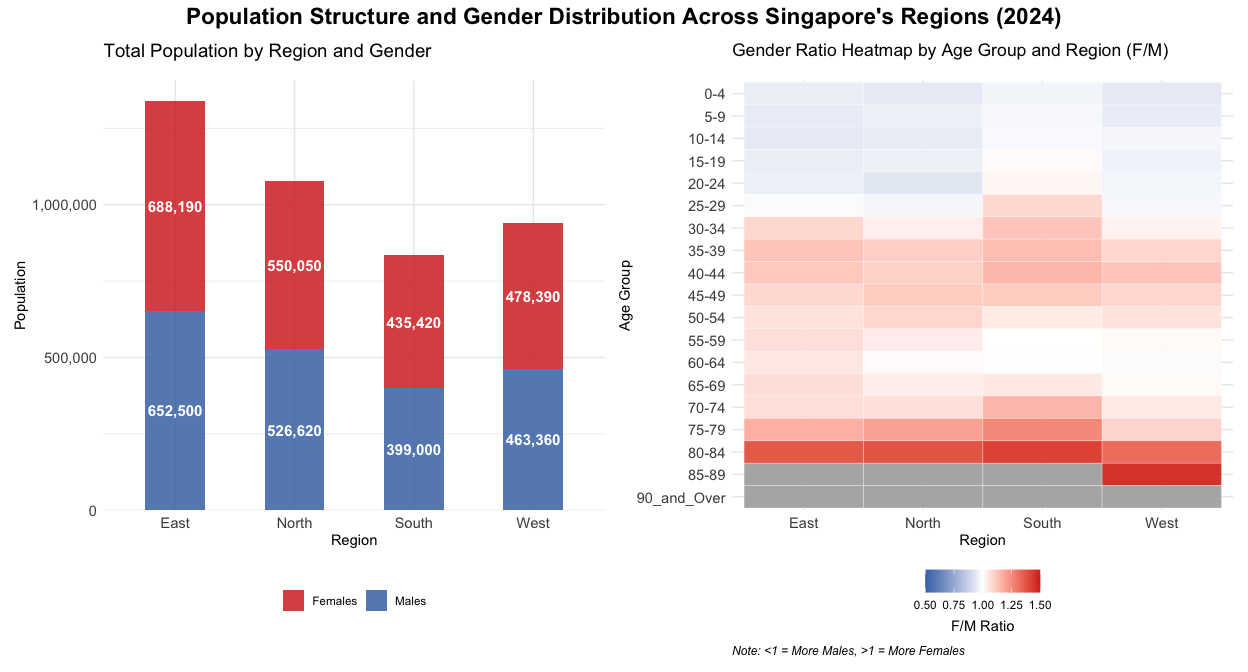 Population Structure and Gender Distribution Across Singapore's Regions (2024)
Total Population by Region and Gender
Population
1,000,000
500,000
0
688,190
550,050
435,420
478,390
652,500
526,620
399,000
463,360
East North South West
Region
Females Males
Gender Ratio Heatmap by Age Group and Region (F/M)
Age Group
0-4
5-9
10-14
15-19
20-24
25-29
30-34
35-39
40-44
45-49
50-54
55-59
60-64
65-69
70-74
75-79
80-84
85-89
90_and_Over
East North South West
Region
0.50 0.75 1.00 1.25 1.50
F/M Ratio
Note: <1 = More Males, >1 = More Females